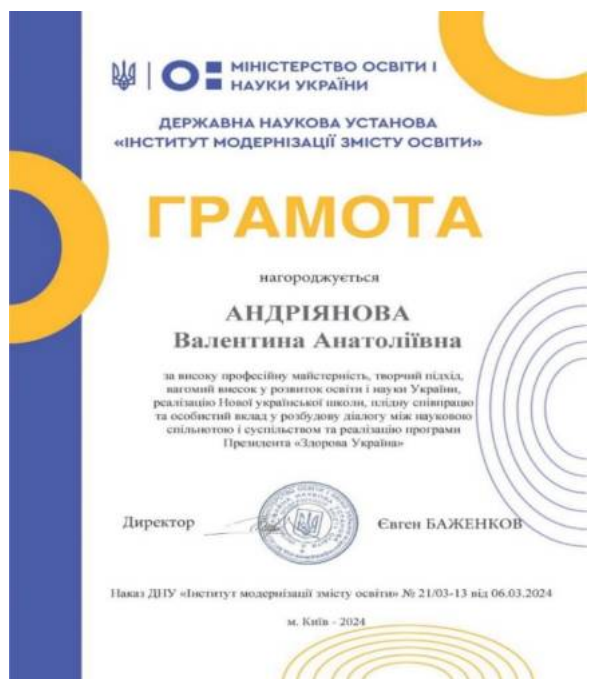 МІНІСТЕРСТВО ОСВІТИ І
НАУКИ УКРАЇНИ
ДЕРЖАВНА НАУКОВА УСТАНОВА
«ІНСТИТУТ МОДЕРНІЗАЦІЇ ЗМІСТУ ОСВІТИ»
ГРАМОТА
нагороджується
АНДРІЯНОВА
Валентина Анатоліївна
за високу професійну майстерність, творчий підхід,
вагомий внесок у розвиток освіти і науки України,
реалізацію Нової української школи, плідну співпрацю
та особистий вклад у розбудову діалогу між науковою
спільнотою і суспільством та реалізацію програми
Президента «Здорова Україна»
Директор
Євген БАЖЕНКОВ
Наказ ДНУ «Інститут модернізації змісту освіти» № 21/03-13 від 06.03.2024
м. Київ - 2024